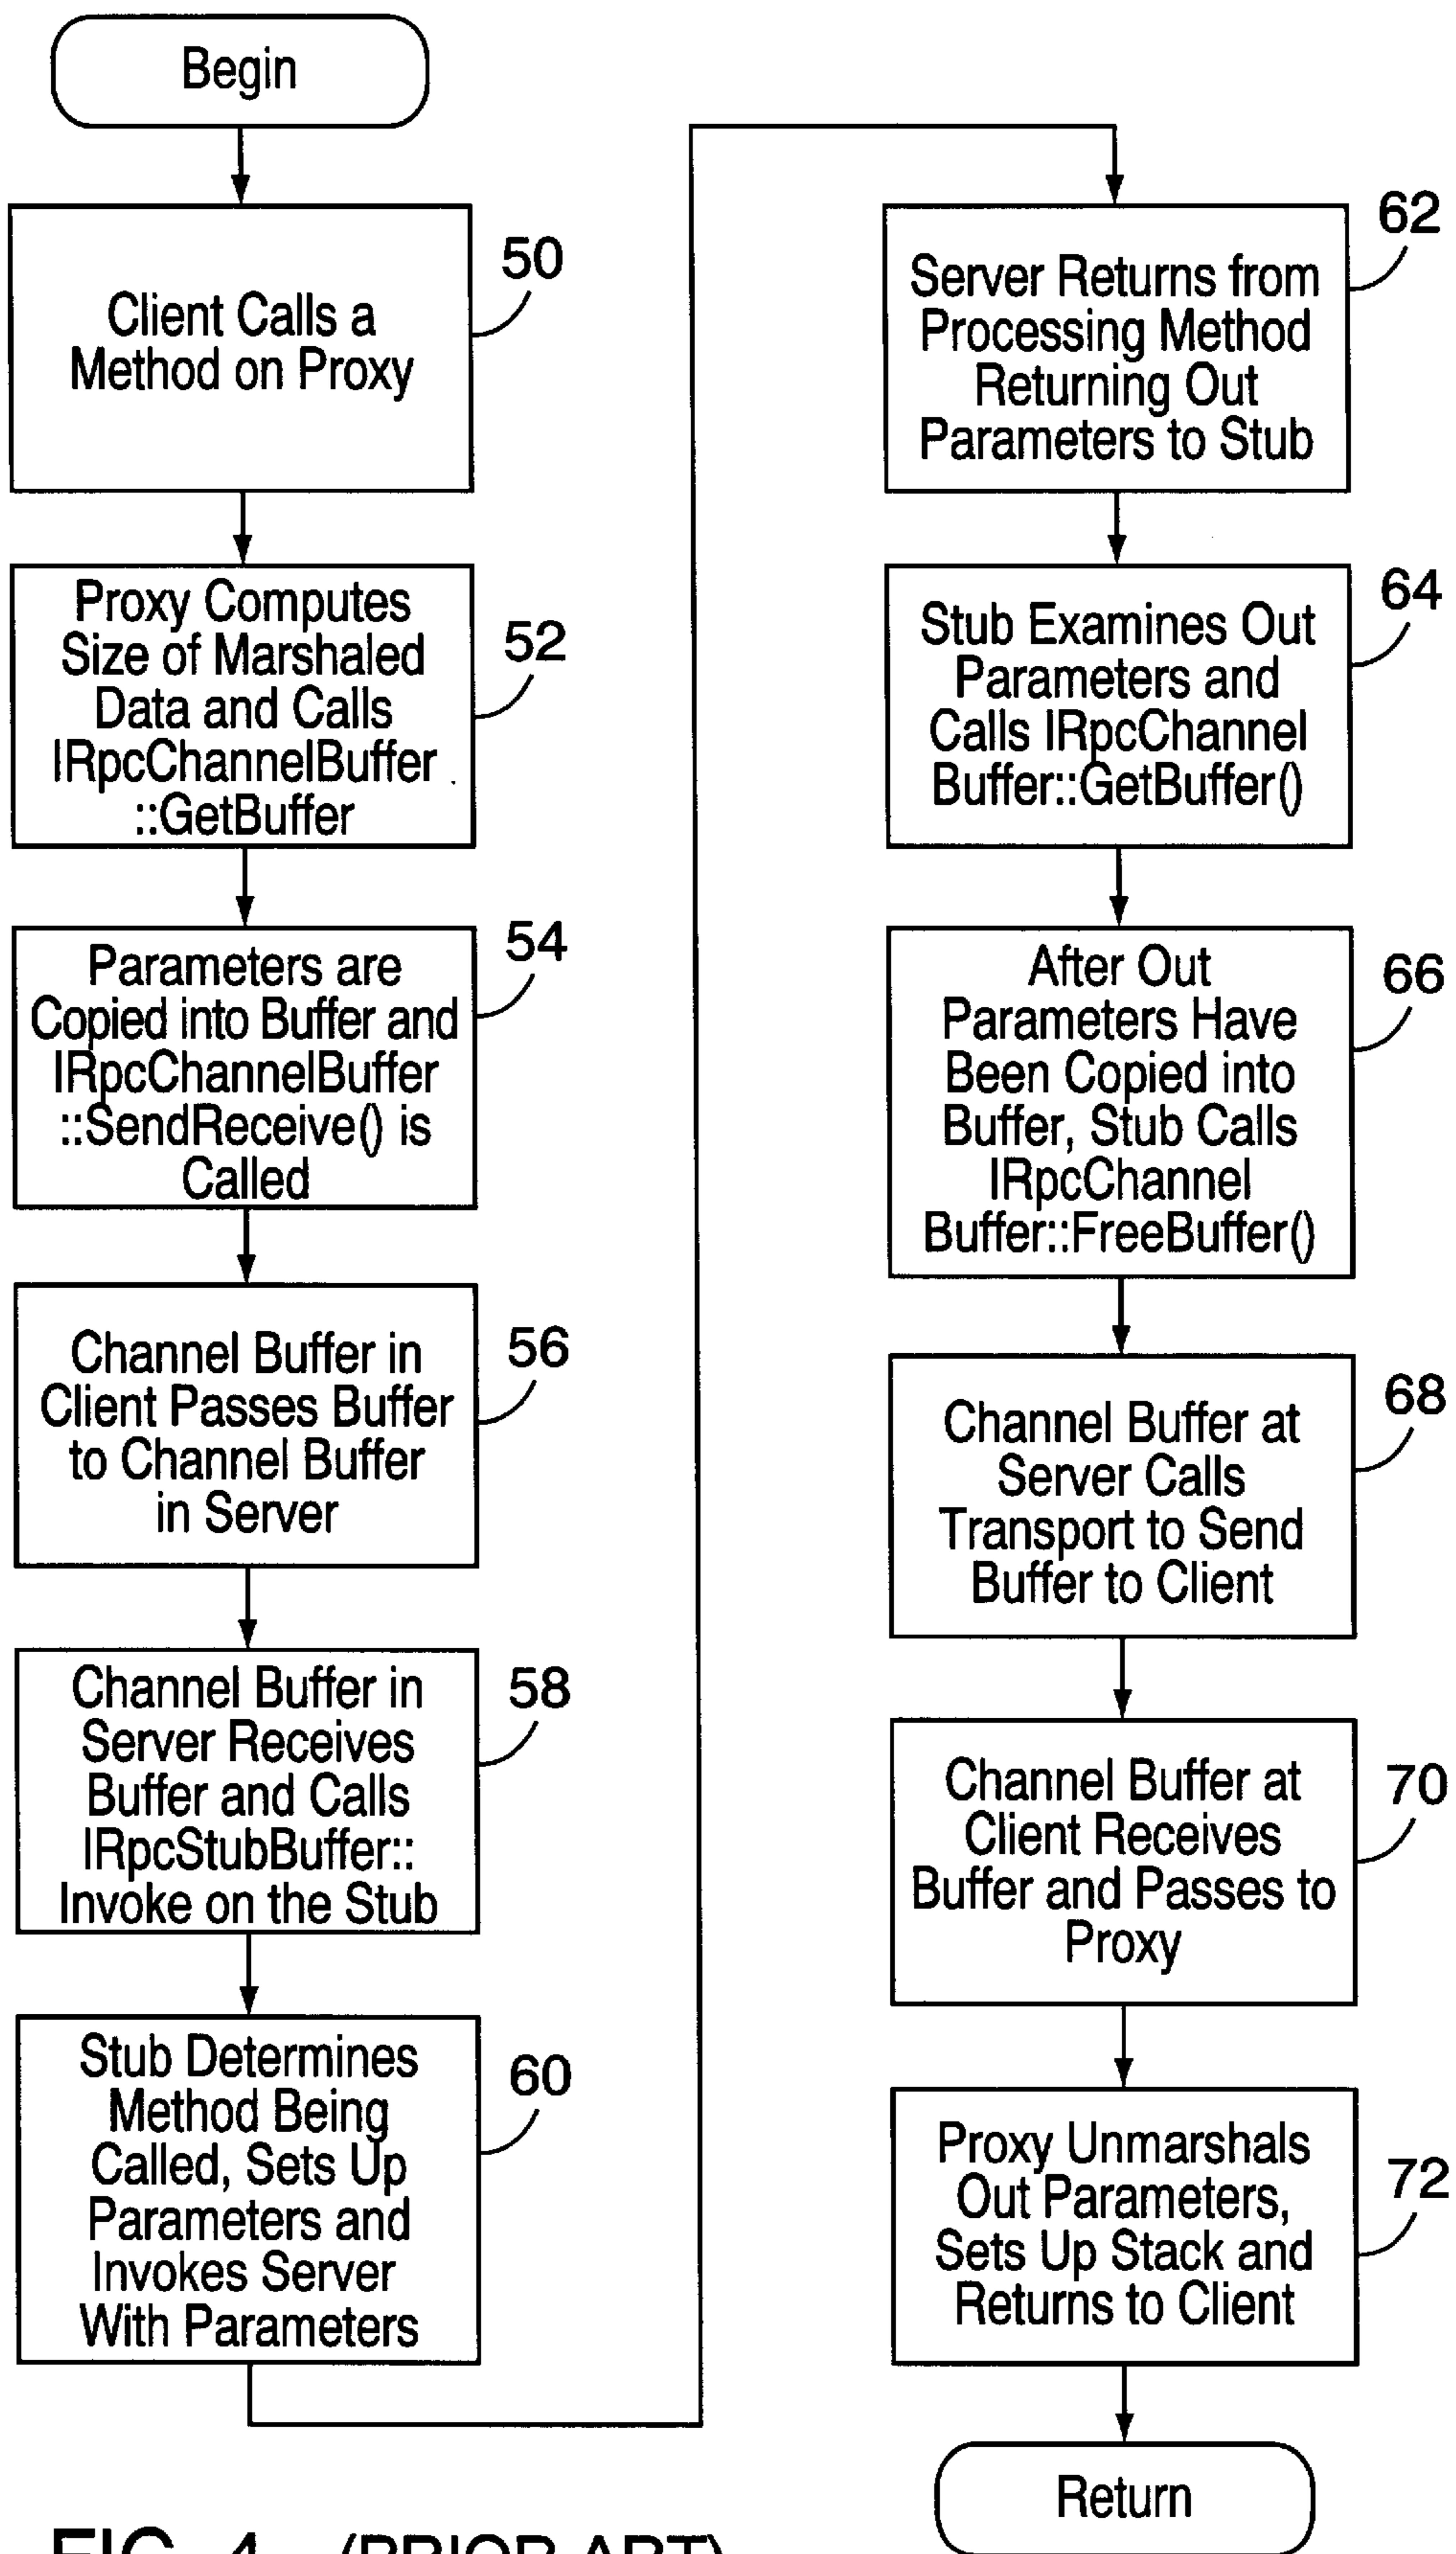 Begin
Client Calls a
Method on Proxy
50
Proxy Computes
Size of Marshaled
Data and Calls
IRpcChannelBuffer
::GetBuffer
52
Parameters are
Copied into Buffer and
IRpcChannelBuffer
::SendReceive() is
Called
54
Channel Buffer in
Client Passes Buffer
to Channel Buffer
in Server
56
Channel Buffer in
Server Receives
Buffer and Calls
IRpcStubBuffer::
Invoke on the Stub
58
Stub Determines
Method Being
Called, Sets Up
Parameters and
Invokes Server
With Parameters
60
Server Returns from
Processing Method
Returning Out
Parameters to Stub
62
Stub Examines Out
Parameters and
Calls IRpcChannel
Buffer::GetBuffer()
64
After Out
Parameters Have
Been Copied into
Buffer, Stub Calls
IRpcChannel
Buffer::FreeBuffer()
66
Channel Buffer at
Server Calls
Transport to Send
Buffer to Client
68
Channel Buffer at
Client Receives
Buffer and Passes to
Proxy
70
Proxy Unmarshals
Out Parameters,
Sets Up Stack and
Returns to Client
72
Return
FIG. 4 (PRIOR ART)